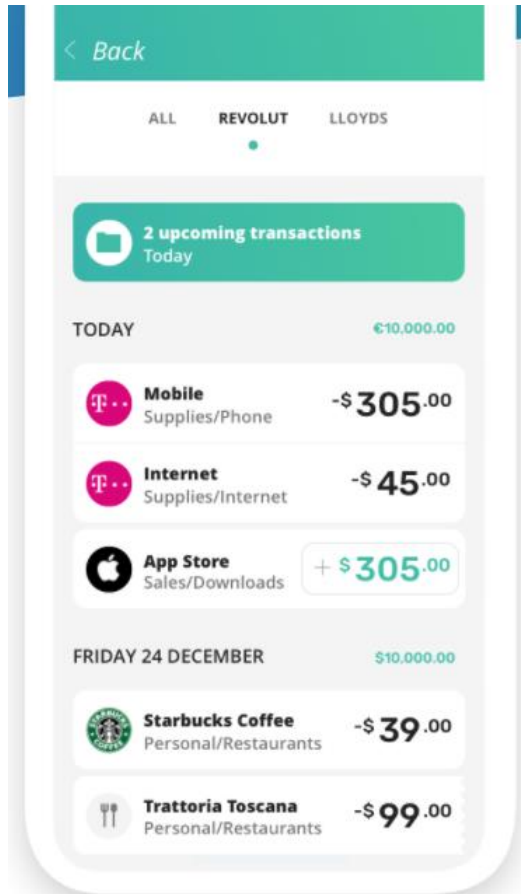 < Back
ALL REVOLUT LLOYDS
2 upcoming transactions
Today
TODAY €10,000.00
Mobile -$305.00
Supplies/Phone
Internet -$45.00
Supplies/Internet
App Store + $305.00
Sales/Downloads
FRIDAY 24 DECEMBER $10,000.00
Starbucks Coffee -$39.00
Personal/Restaurants
Trattoria Toscana -$99.00
Personal/Restaurants